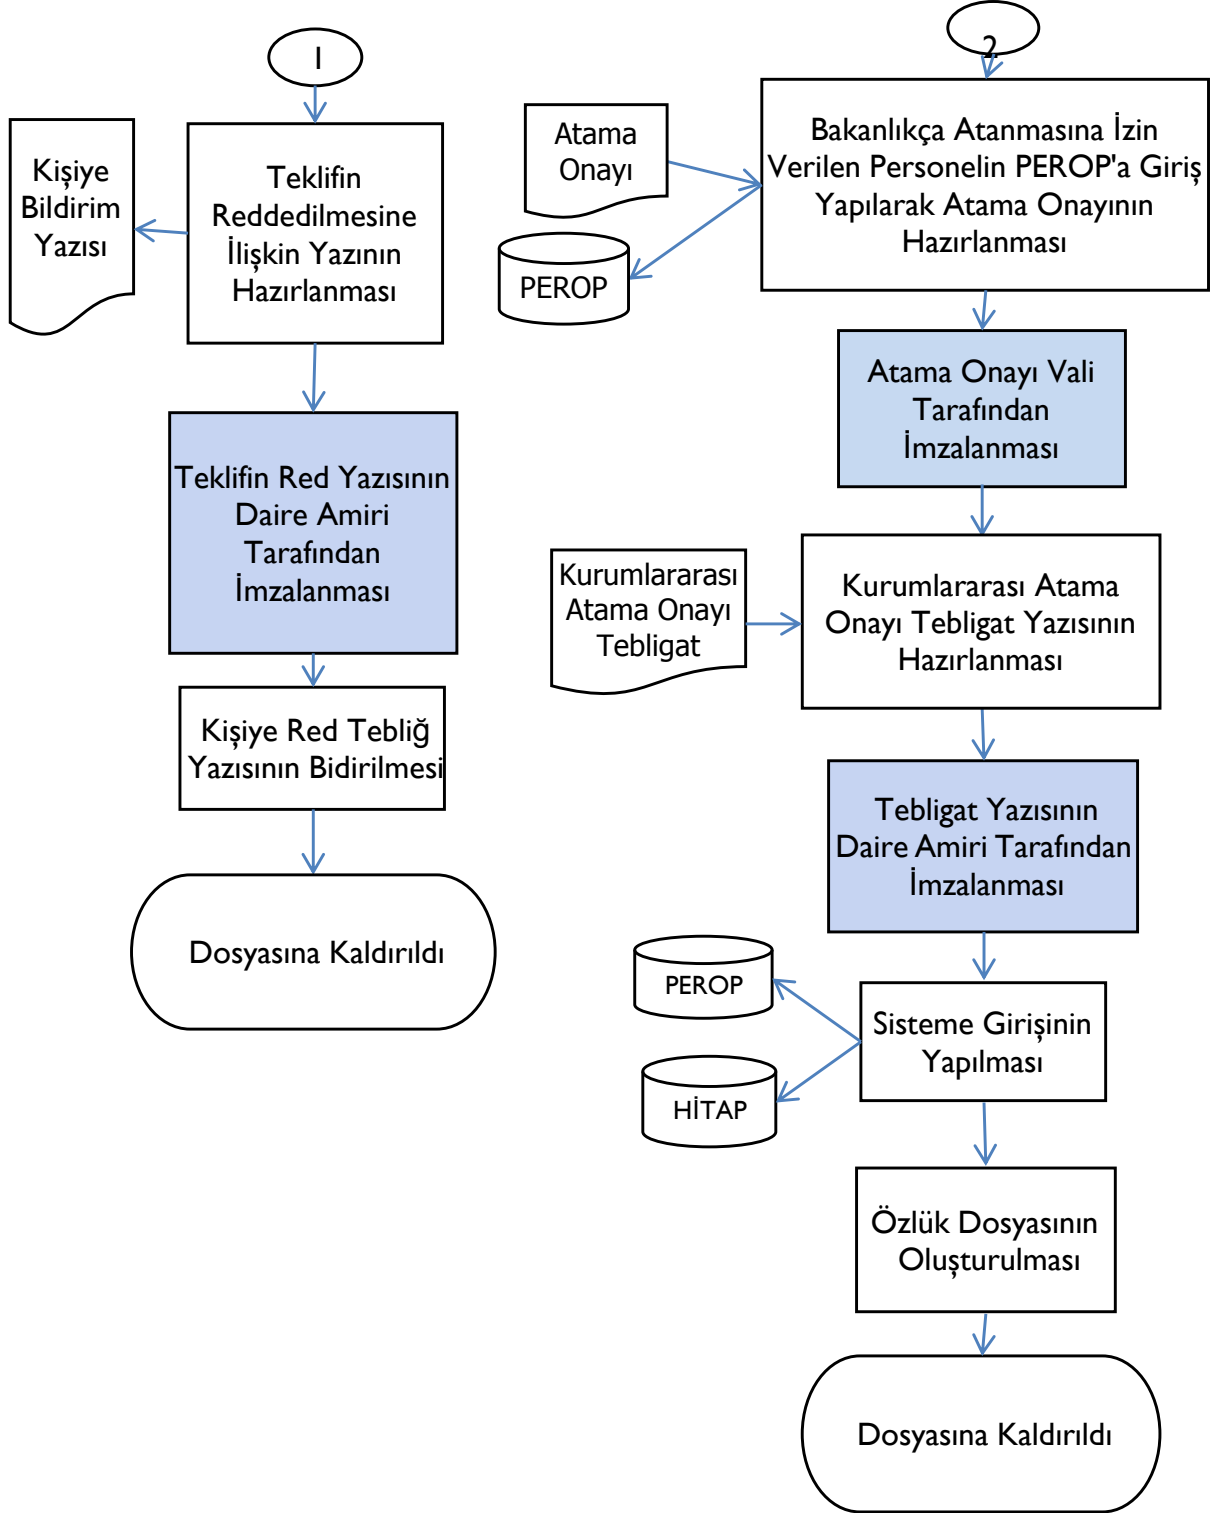 1
Kişiye
Bildirim
Yazısı
Teklifin
Reddedilmesine
İlişkin Yazının
Hazırlanması
Teklifin Red Yazısının
Daire Amiri
Tarafından
İmzalanması
Kişiye Red Tebliğ
Yazısının Bidirilmesi
Dosyasına Kaldırıldı
2
Atama
Onayı
PEROP
Bakanlıkça Atanmasına İzin
Verilen Personelin PEROP'a Giriş
Yapılarak Atama Onayının
Hazırlanması
Atama Onayı Vali
Tarafından
İmzalanması
Kurumlararası
Atama Onayı
Tebligat
Kurumlararası Atama
Onayı Tebligat Yazısının
Hazırlanması
Tebligat Yazısının
Daire Amiri Tarafından
İmzalanması
PEROP
HİTAP
Sisteme Girişinin
Yapılması
Özlük Dosyasının
Oluşturulması
Dosyasına Kaldırıldı